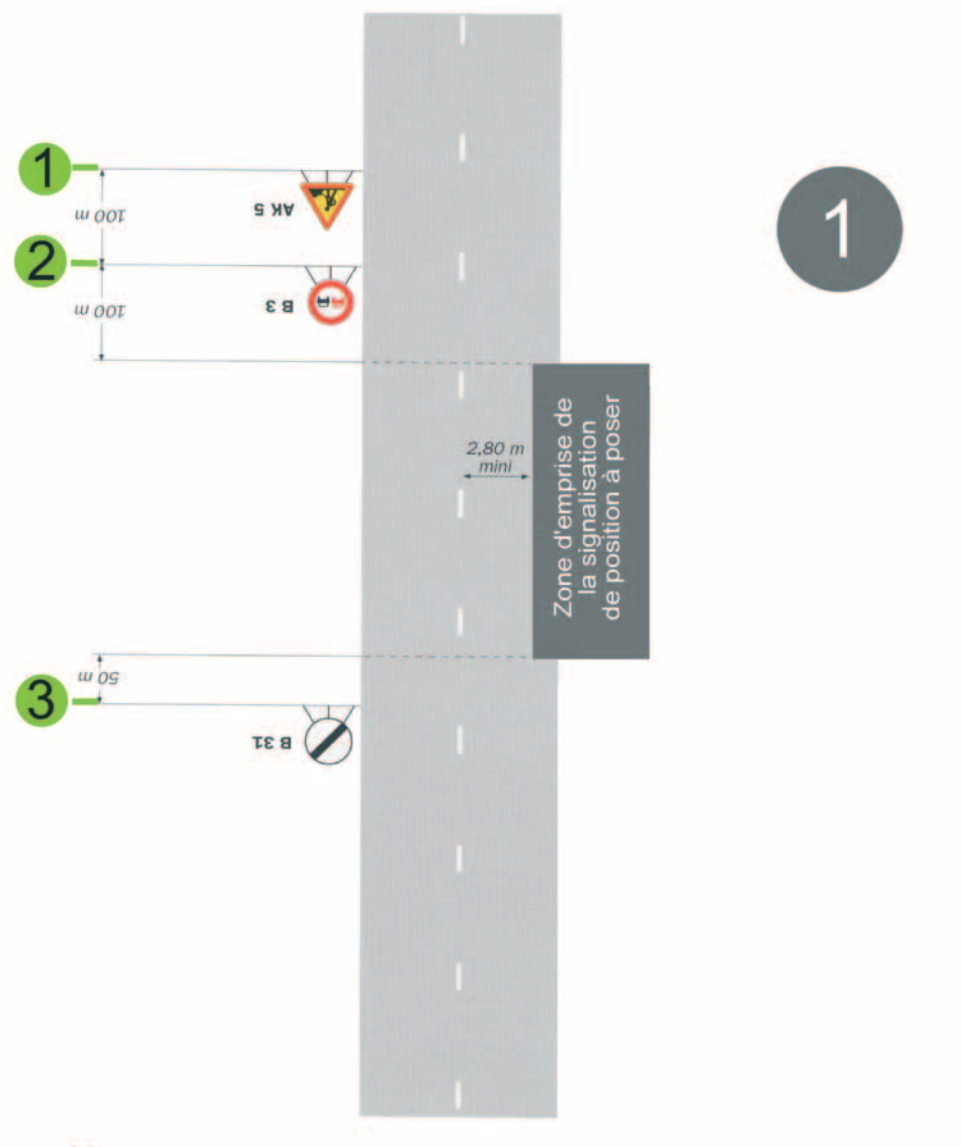 1
100 m
AK 5
2
100 m
B 3
1
2,80 m
mini
Zone d'emprise de
la signalisation
de position à poser
50 m
3
B 31